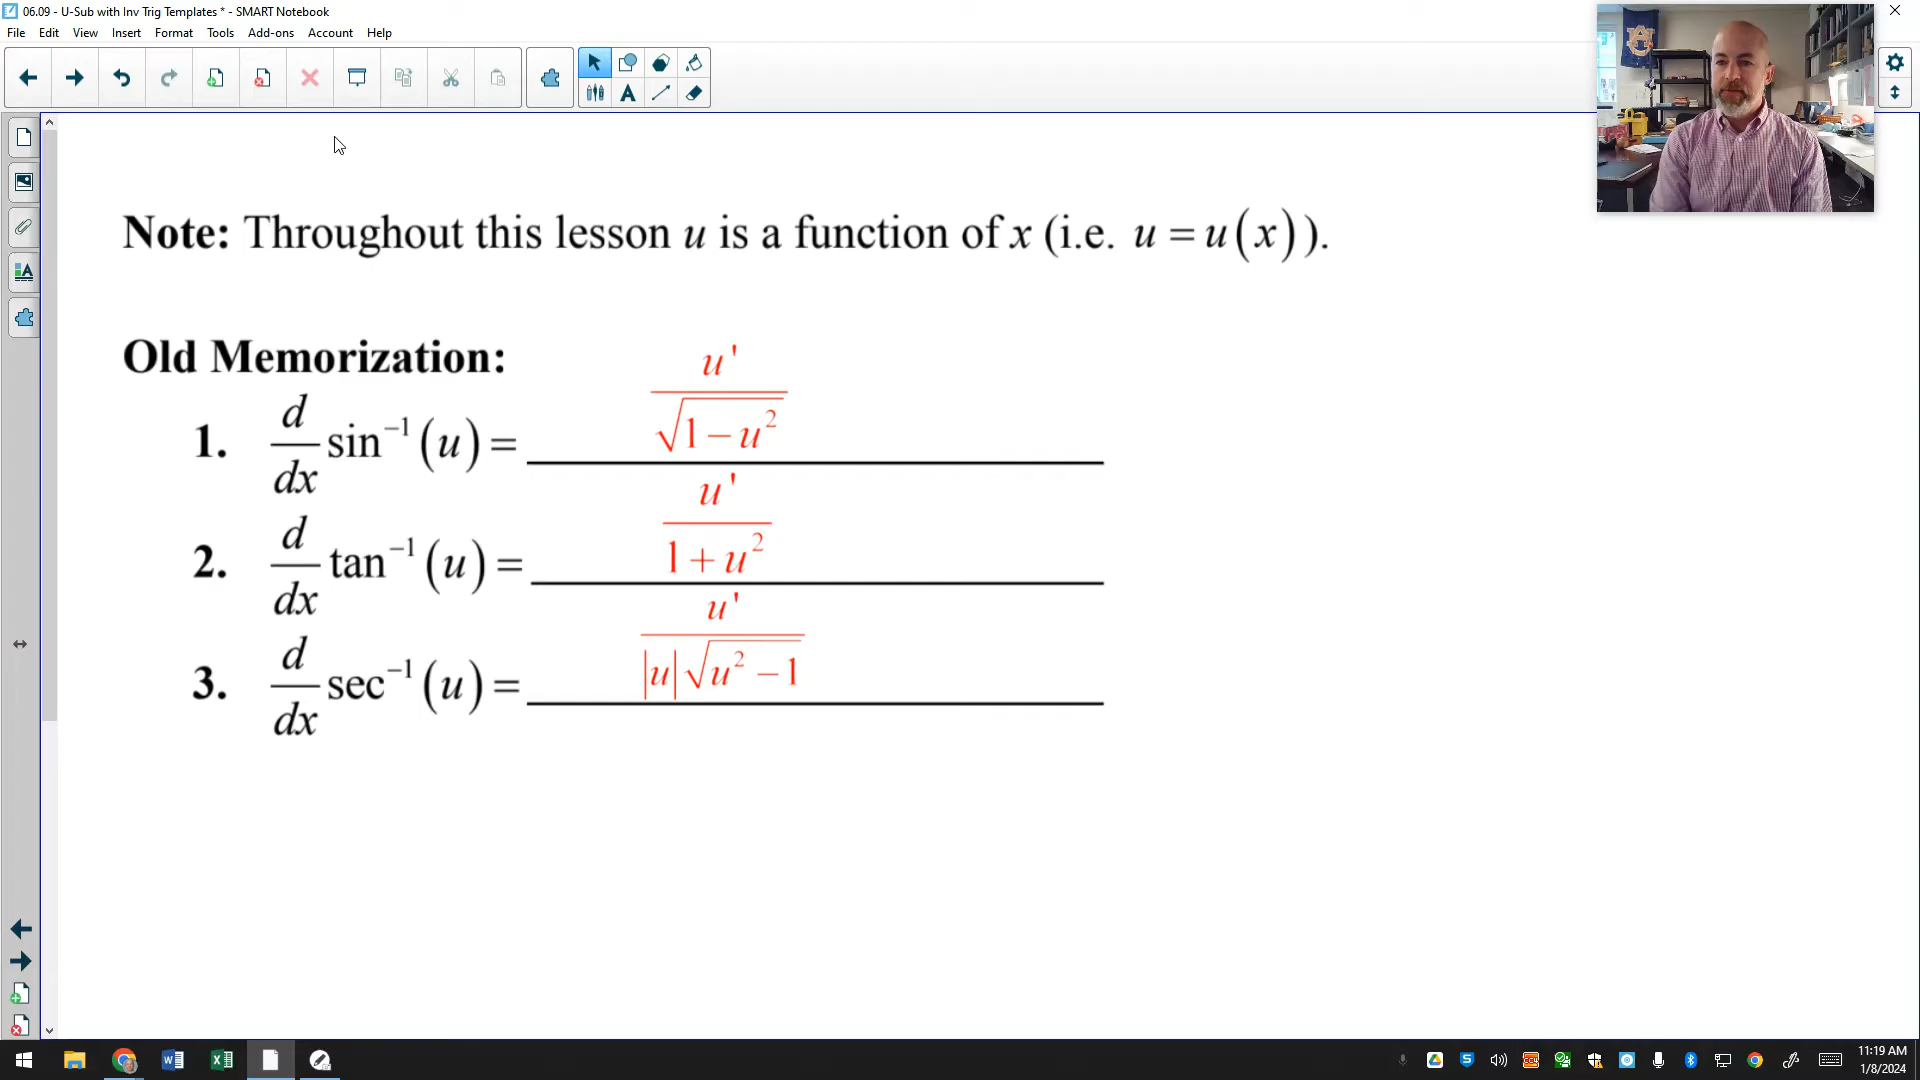 06.09 - U-Sub with Inv Trig Templates * - SMART Notebook
File Edit View Insert Format Tools Add-ons Account Help
Note: Throughout this lesson u is a function of x (i.e. u = u(x)).
Old Memorization:
1. d/dx sin⁻¹(u) = u' / √(1 − u²)
2. d/dx tan⁻¹(u) = u' / (1 + u²)
3. d/dx sec⁻¹(u) = u' / (|u|√(u² − 1))
11:19 AM
1/8/2024